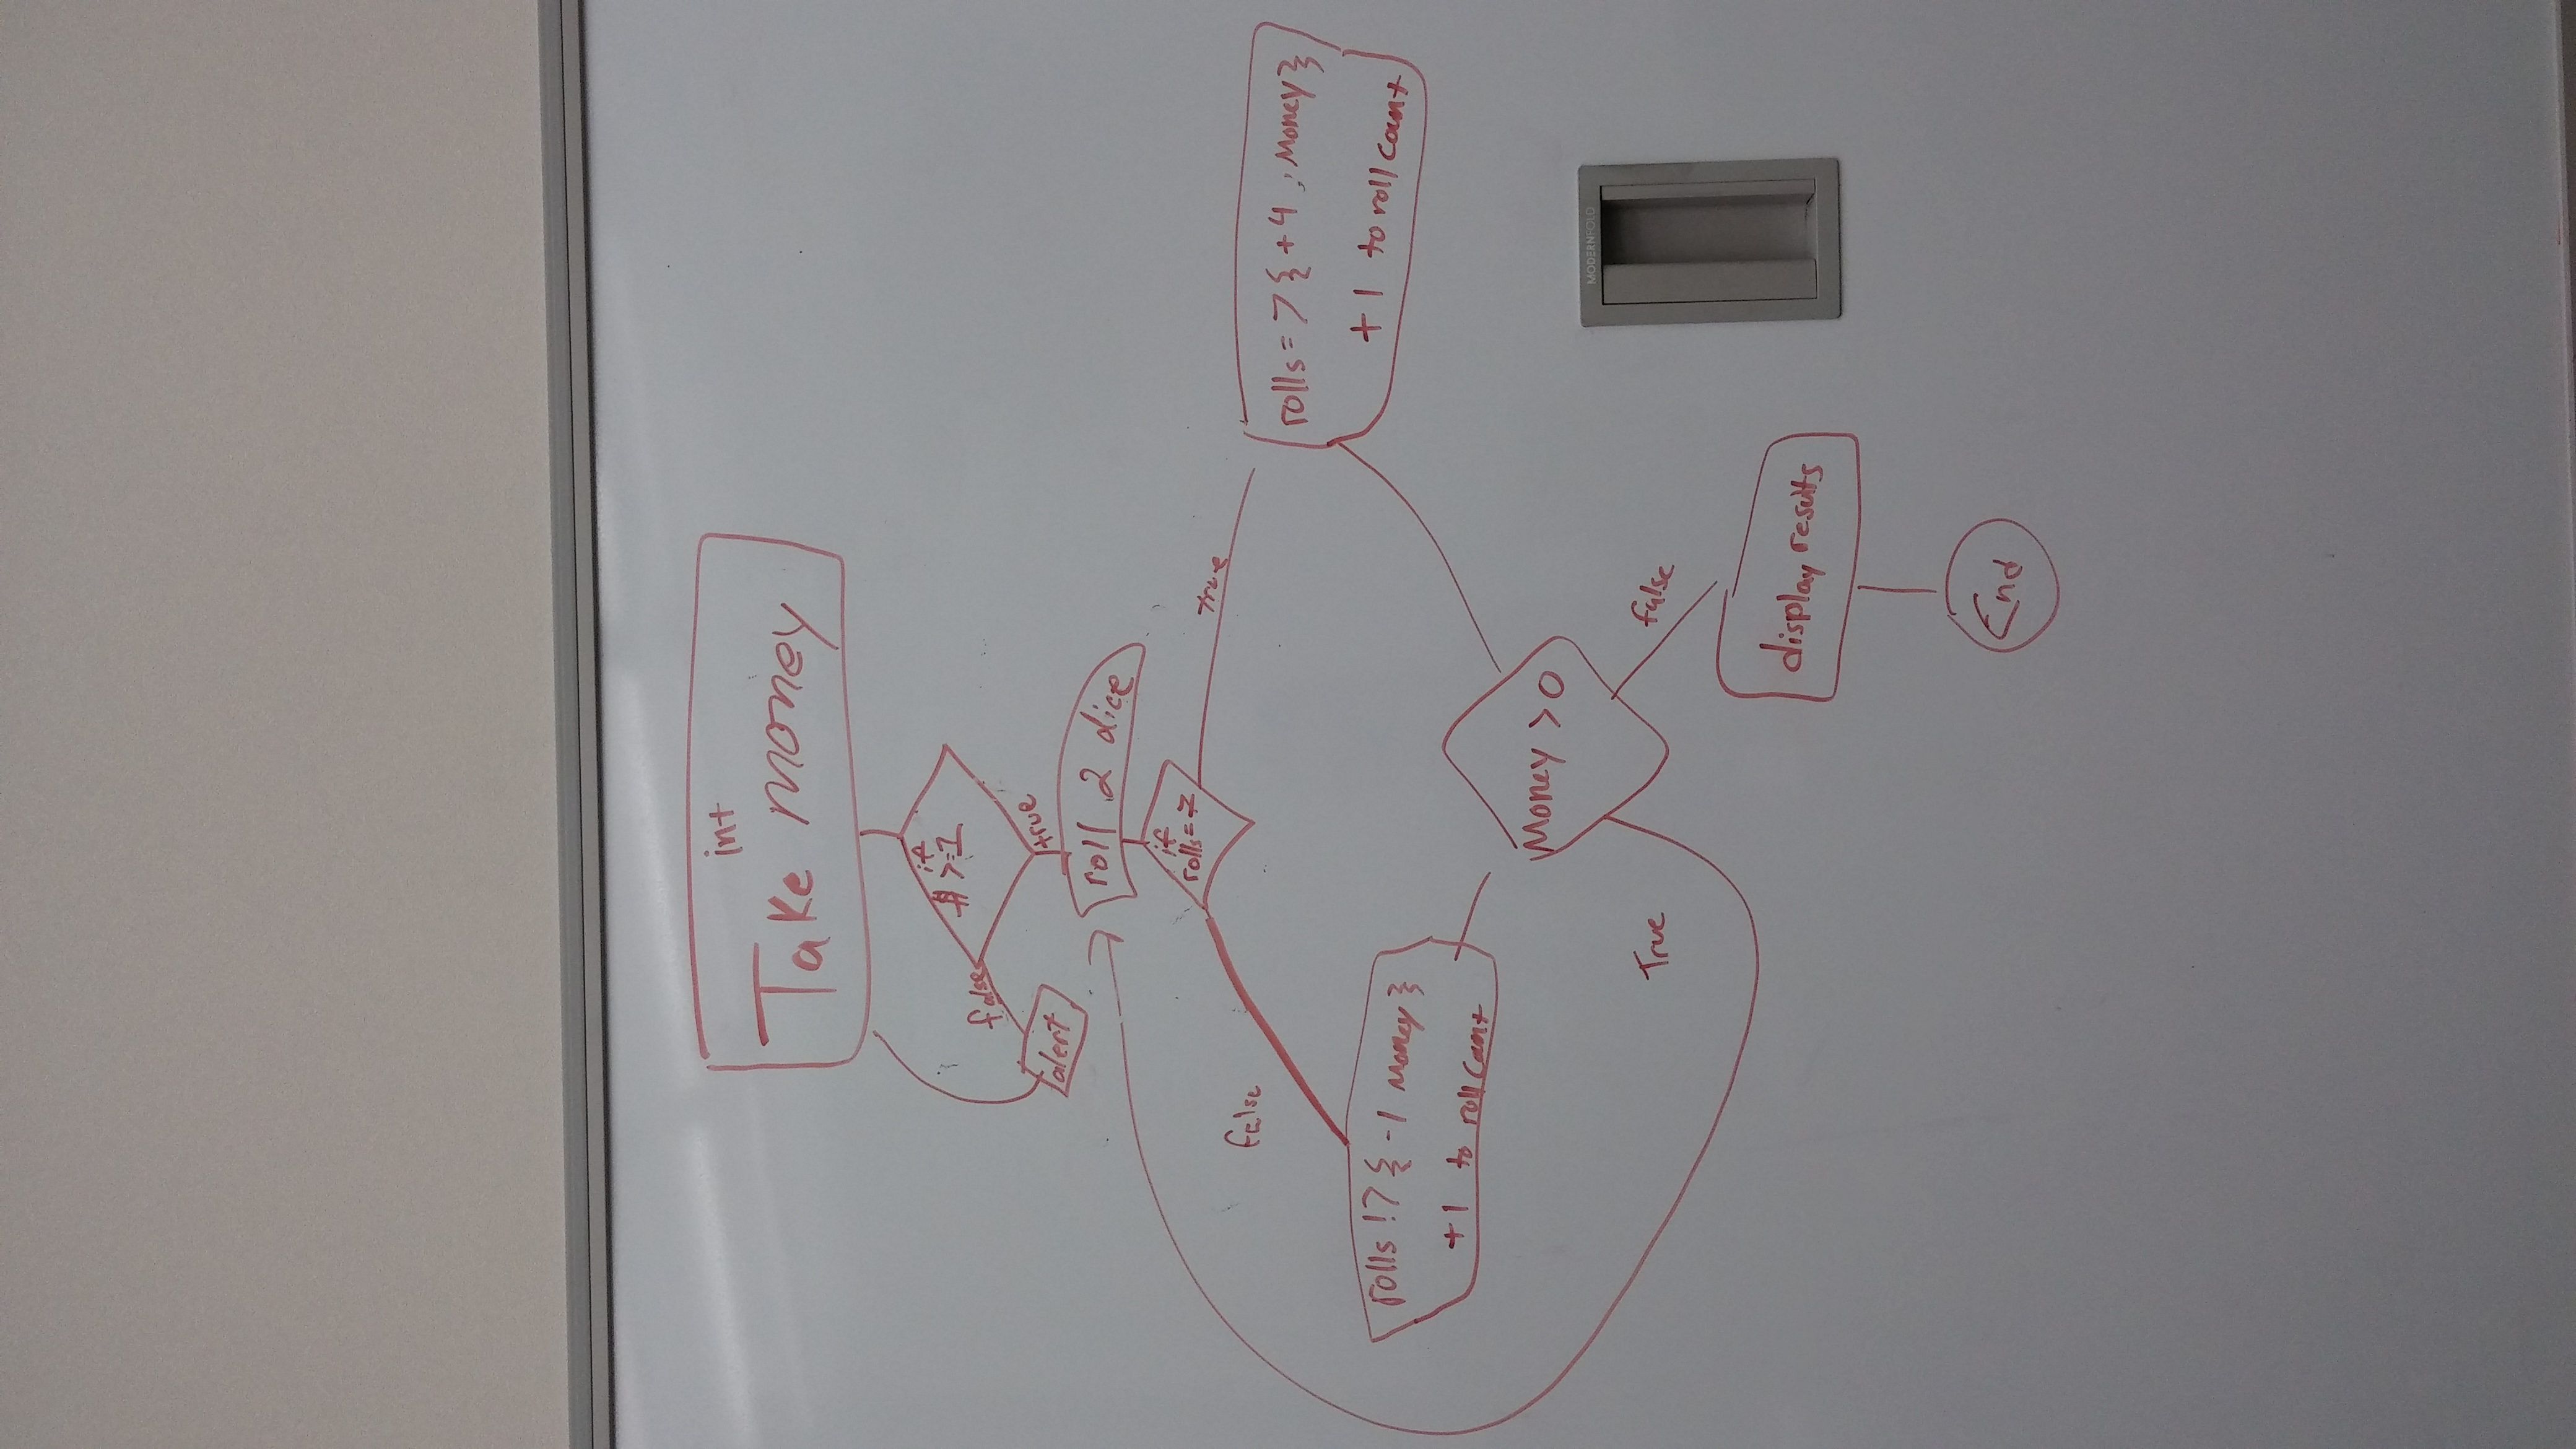 int
Take money
if
# >=1
false
true
alert
roll 2 dice
if
rolls=7
true
false
rolls=7{+4 ; Money}
+1 to roll count
rolls !7{-1 Money}
+1 to roll count
Money >0
True
false
MODERNFOLD
display results
End